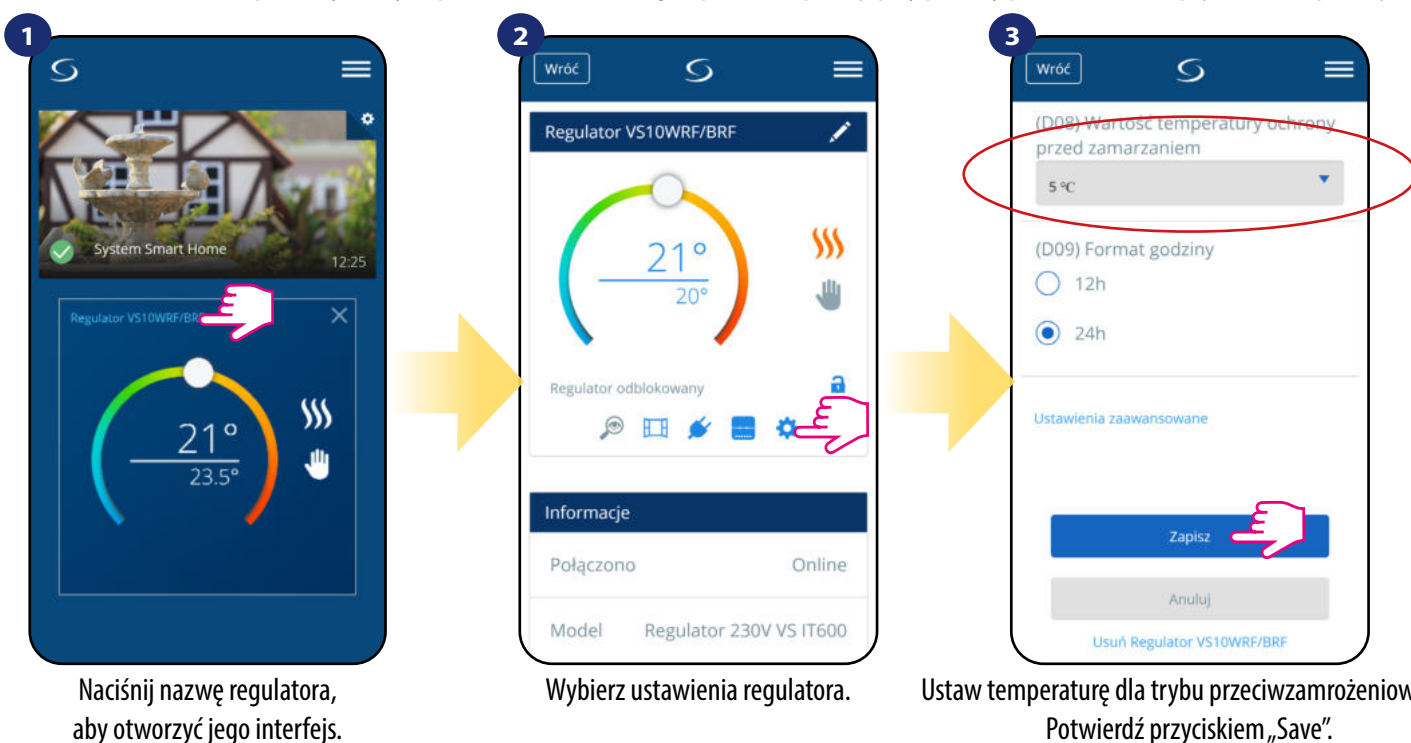 1
System Smart Home
12:25
Regulator VS10WRF/BRF
21°
23.5°
Naciśnij nazwę regulatora,
aby otworzyć jego interfejs.
2
Wróć
Regulator VS10WRF/BRF
21°
20°
Regulator odblokowany
Informacje
Połączono Online
Model Regulator 230V VS IT600
Wybierz ustawienia regulatora.
3
Wróć
(D08) Wartość temperatury ochrony
przed zamarzaniem
5 °C
(D09) Format godziny
12h
24h
Ustawienia zaawansowane
Zapisz
Anuluj
Usuń Regulator VS10WRF/BRF
Ustaw temperaturę dla trybu przeciwzamrożeniow
Potwierdź przyciskiem „Save”.